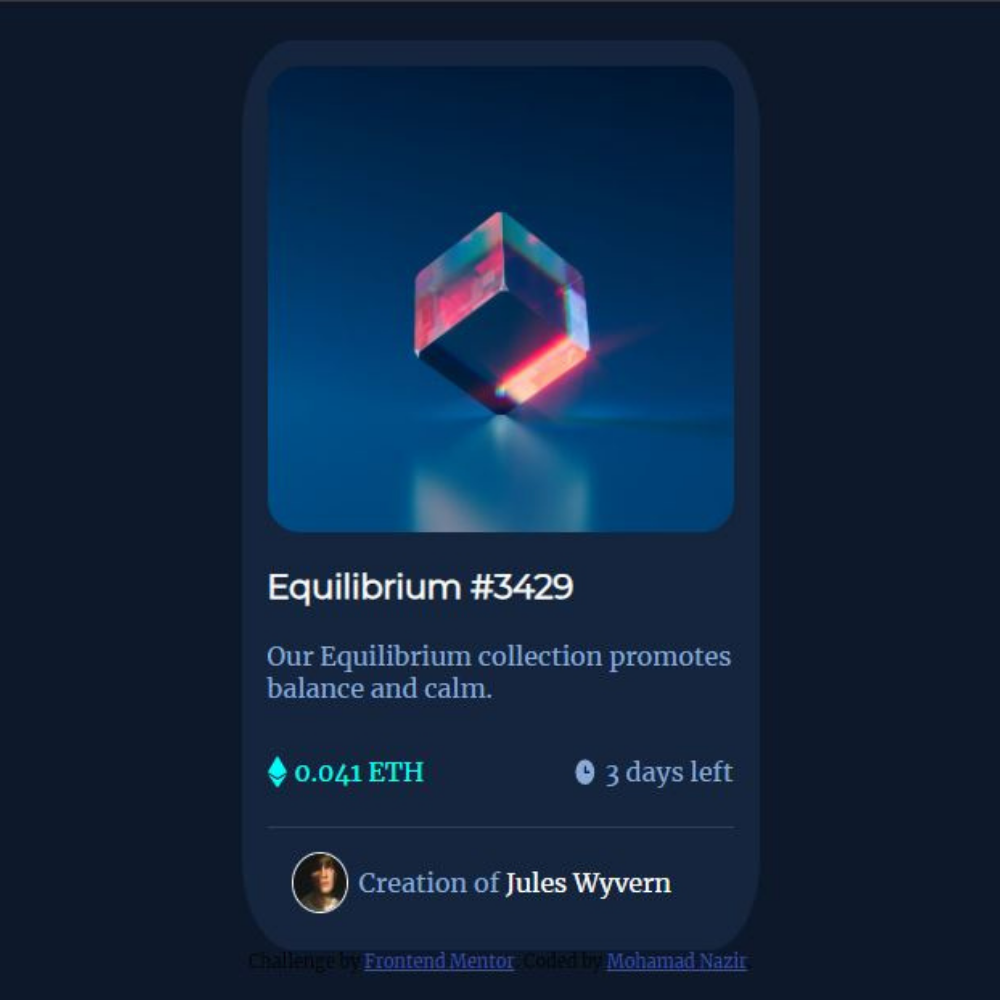 Equilibrium #3429
Our Equilibrium collection promotes
balance and calm.
0.041 ETH
3 days left
Creation of Jules Wyvern
Challenge by Frontend Mentor. Coded by Mohamad Nazir.